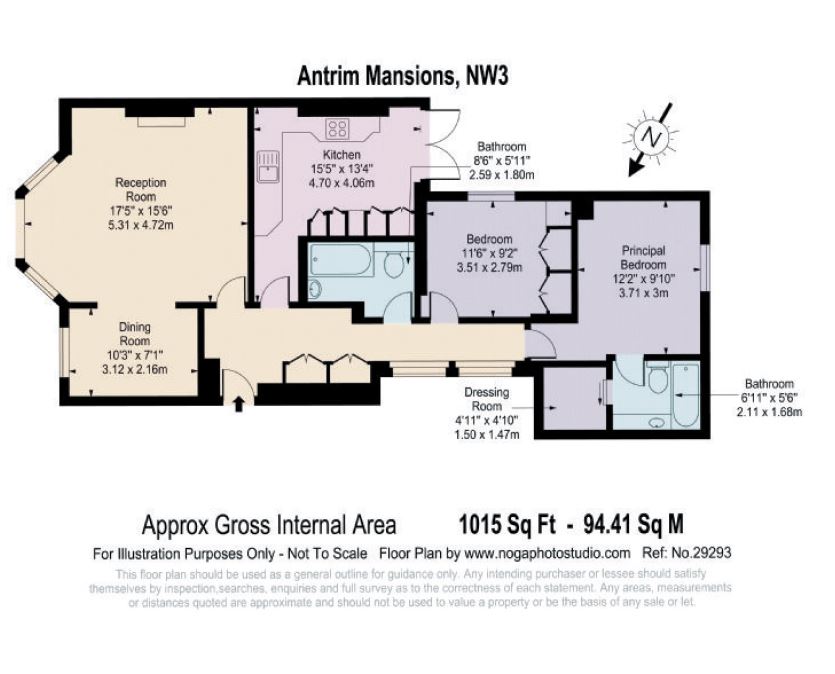 Antrim Mansions, NW3
N
Reception
Room
17'5" x 15'6"
5.31 x 4.72m
Kitchen
15'5" x 13'4"
4.70 x 4.06m
Bathroom
8'6" x 5'11"
2.59 x 1.80m
Bedroom
11'6" x 9'2"
3.51 x 2.79m
Principal
Bedroom
12'2" x 9'10"
3.71 x 3m
Dining
Room
10'3" x 7'1"
3.12 x 2.16m
Dressing
Room
4'11" x 4'10"
1.50 x 1.47m
Bathroom
6'11" x 5'6"
2.11 x 1.68m
Approx Gross Internal Area 1015 Sq Ft - 94.41 Sq M
For Illustration Purposes Only - Not To Scale Floor Plan by www.nogaphotostudio.com Ref: No.29293
This floor plan should be used as a general outline for guidance only. Any intending purchaser or lessee should satisfy
themselves by inspection,searches, enquiries and full survey as to the correctness of each statement. Any areas, measurements
or distances quoted are approximate and should not be used to value a property or be the basis of any sale or let.